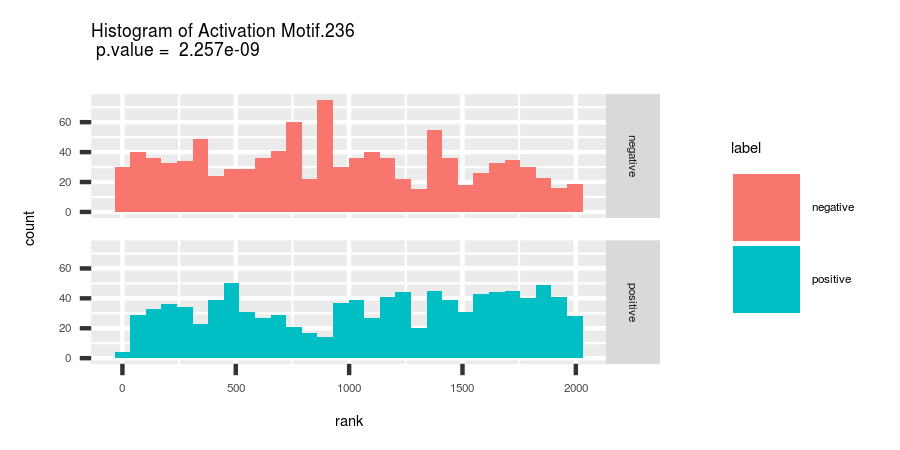 Histogram of Activation Motif.236
p.value =  2.257e-09
60
40
20
0
negative
60
40
20
0
positive
0 500 1000 1500 2000
rank
count
label
negative
positive